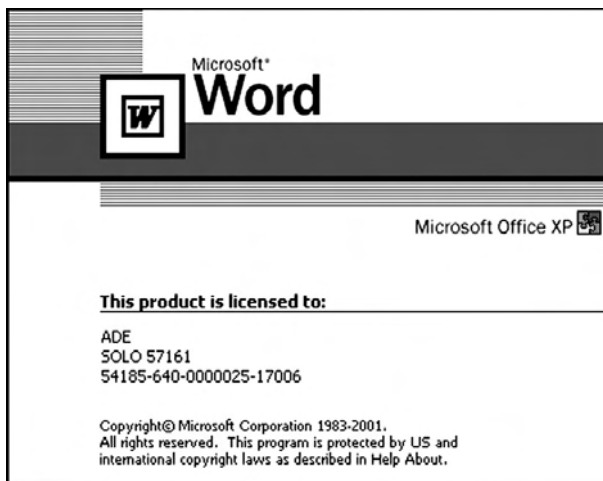 Microsoft®
Word
W
Microsoft Office XP
This product is licensed to:
ADE
SOLO 57161
54185-640-0000025-17006
Copyright© Microsoft Corporation 1983-2001.
All rights reserved.  This program is protected by US and
international copyright laws as described in Help About.